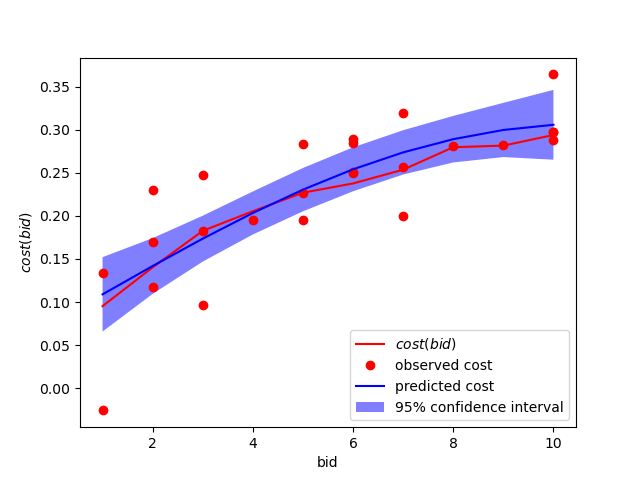 0.35
0.30
0.25
0.20
0.15
0.10
0.05
0.00
cost(bid)
2
4
6
8
10
bid
cost(bid)
observed cost
predicted cost
95% confidence interval